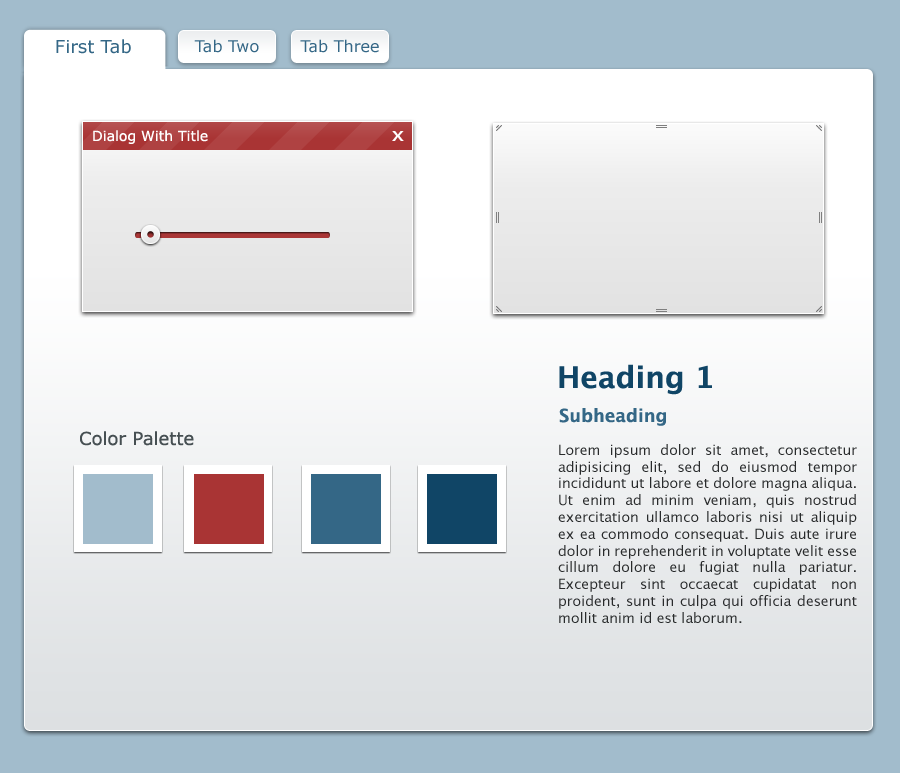 First Tab
Tab Two
Tab Three
Dialog With Title
X
Heading 1
Subheading
Color Palette
Lorem ipsum dolor sit amet, consectetur
adipisicing elit, sed do eiusmod tempor
incididunt ut labore et dolore magna aliqua.
Ut enim ad minim veniam, quis nostrud
exercitation ullamco laboris nisi ut aliquip
ex ea commodo consequat. Duis aute irure
dolor in reprehenderit in voluptate velit esse
cillum dolore eu fugiat nulla pariatur.
Excepteur sint occaecat cupidatat non
proident, sunt in culpa qui officia deserunt
mollit anim id est laborum.